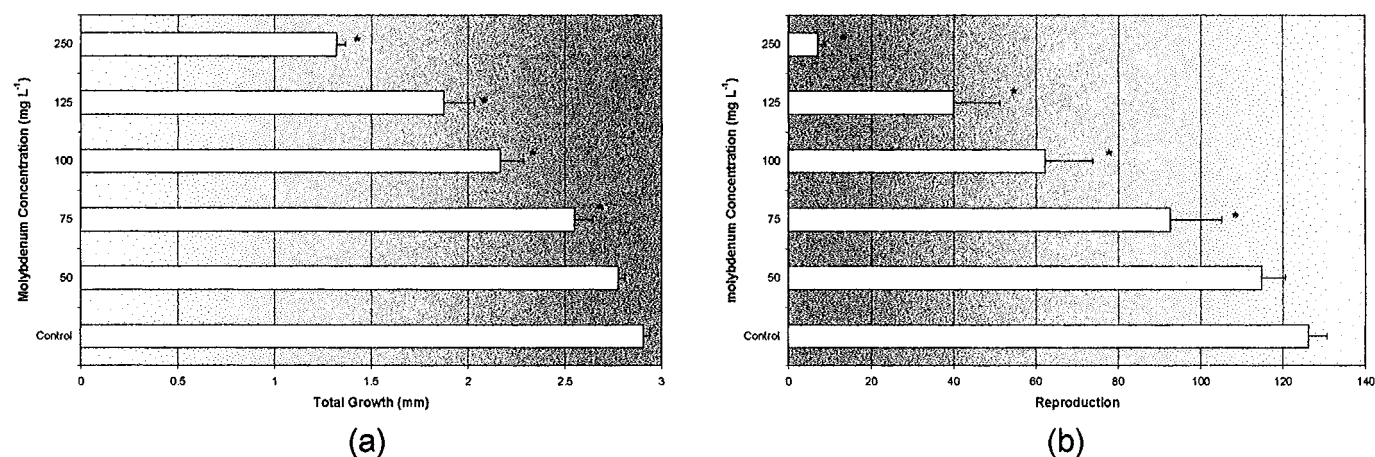 Molybdenum Concentration (mg L-1)
250
*
125
*
100
*
75
*
50
Control
0 0.5 1 1.5 2 2.5 3
Total Growth (mm)
(a)
molybdenum Concentration (mg L-1)
250
*
125
*
100
*
75
*
50
Control
0 20 40 60 80 100 120 140
Reproduction
(b)